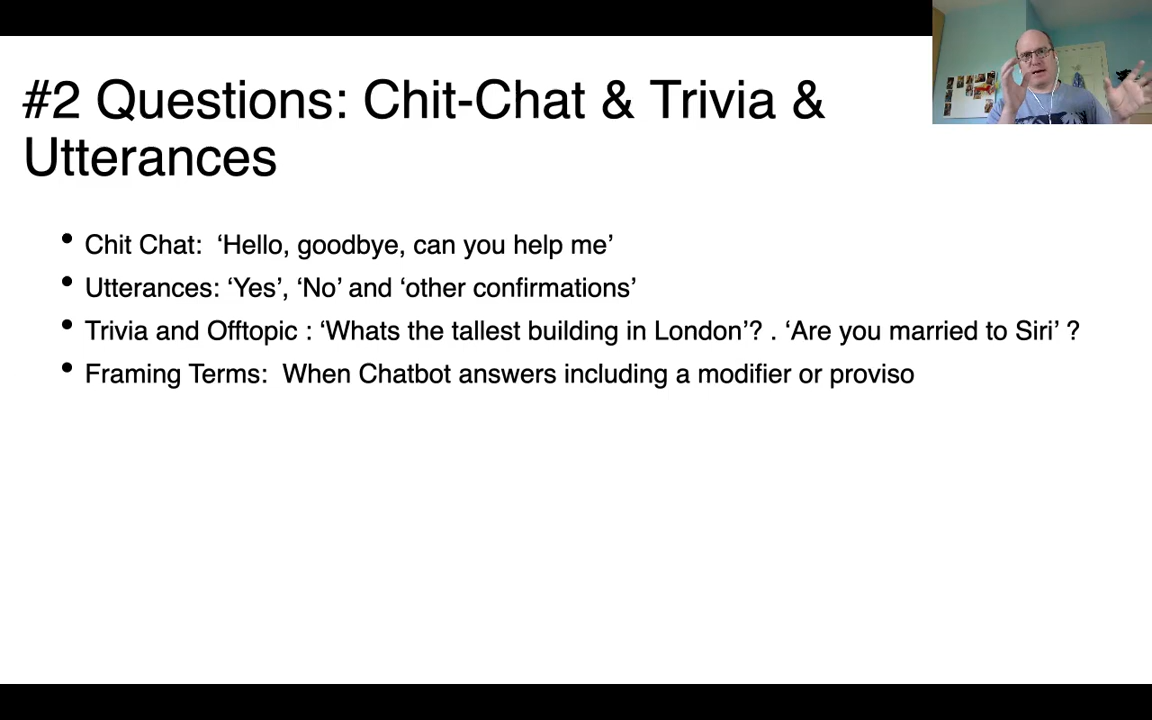 #2 Questions: Chit-Chat & Trivia &
Utterances
• Chit Chat:  ‘Hello, goodbye, can you help me’
• Utterances: ‘Yes’, ‘No’ and ‘other confirmations’
• Trivia and Offtopic : ‘Whats the tallest building in London’? . ‘Are you married to Siri’ ?
• Framing Terms:  When Chatbot answers including a modifier or proviso